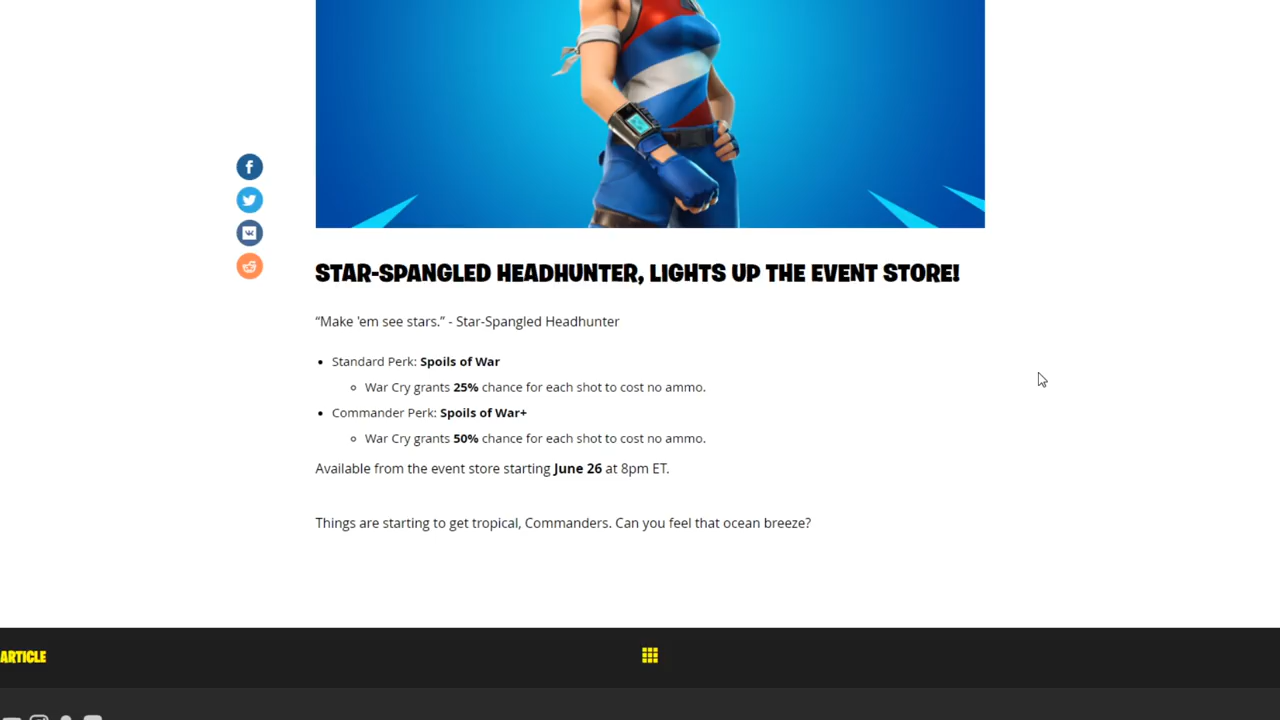 STAR-SPANGLED HEADHUNTER, LIGHTS UP THE EVENT STORE!
“Make 'em see stars.” - Star-Spangled Headhunter
Standard Perk: Spoils of War
War Cry grants 25% chance for each shot to cost no ammo.
Commander Perk: Spoils of War+
War Cry grants 50% chance for each shot to cost no ammo.
Available from the event store starting June 26 at 8pm ET.
Things are starting to get tropical, Commanders. Can you feel that ocean breeze?
ARTICLE